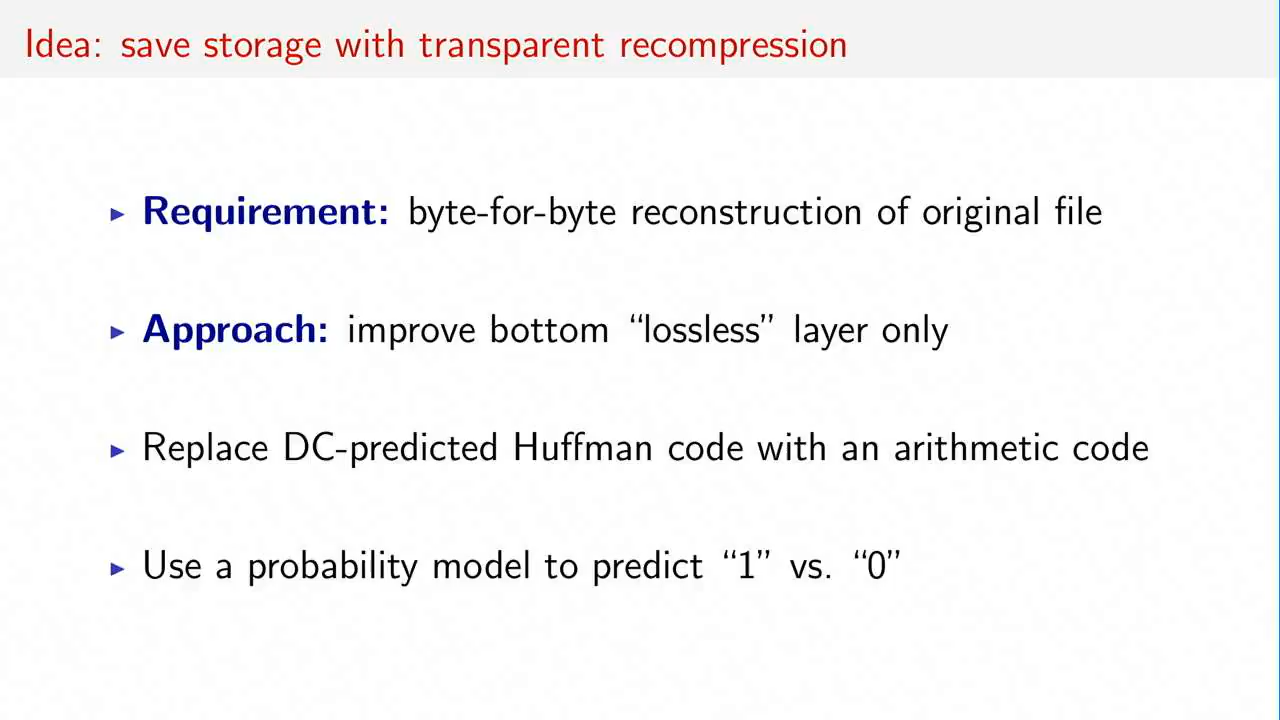 Idea: save storage with transparent recompression
▸ Requirement: byte-for-byte reconstruction of original file
▸ Approach: improve bottom “lossless” layer only
▸ Replace DC-predicted Huffman code with an arithmetic code
▸ Use a probability model to predict “1” vs. “0”